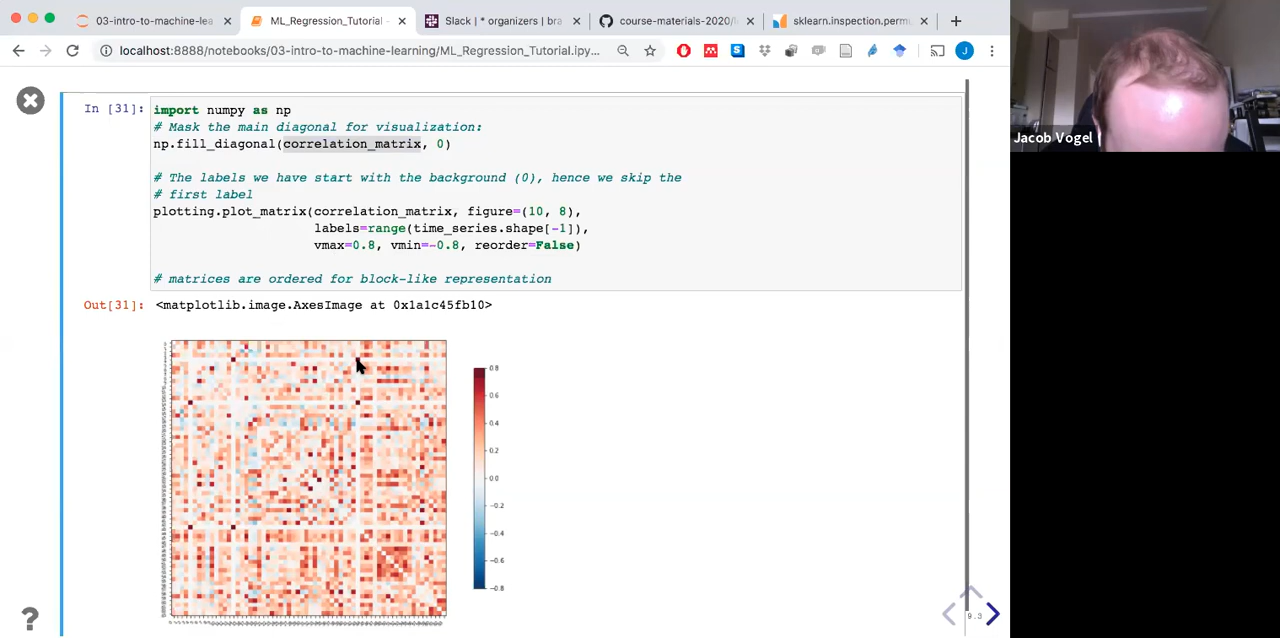 03-intro-to-machine-lea
ML_Regression_Tutorial -
Slack | * organizers | bra
course-materials-2020/l
sklearn.inspection.perm
localhost:8888/notebooks/03-intro-to-machine-learning/ML_Regression_Tutorial.ipy...
J
In [31]:
import numpy as np
# Mask the main diagonal for visualization:
np.fill_diagonal(correlation_matrix, 0)
# The labels we have start with the background (0), hence we skip the
# first label
plotting.plot_matrix(correlation_matrix, figure=(10, 8),
labels=range(time_series.shape[-1]),
vmax=0.8, vmin=-0.8, reorder=False)
# matrices are ordered for block-like representation
Out[31]: <matplotlib.image.AxesImage at 0x1a1c45fb10>
0.8
0.6
0.4
0.2
0.0
−0.2
−0.4
−0.6
−0.8
?
9.3
Jacob Vogel